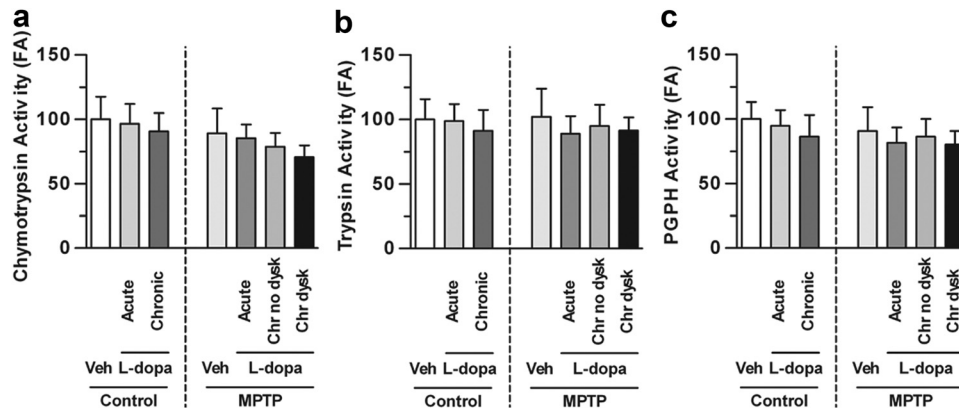 a
Chymotrypsin Activity (FA)
150
100
50
0
Acute
Chronic
Acute
Chr no dysk
Chr dysk
Veh L-dopa
Veh L-dopa
Control
MPTP
b
Trypsin Activity (FA)
150
100
50
0
Acute
Chronic
Acute
Chr no dysk
Chr dysk
Veh L-dopa
Veh L-dopa
Control
MPTP
c
PGPH Activity (FA)
150
100
50
0
Acute
Chronic
Acute
Chr no dysk
Chr dysk
Veh L-dopa
Veh L-dopa
Control
MPTP